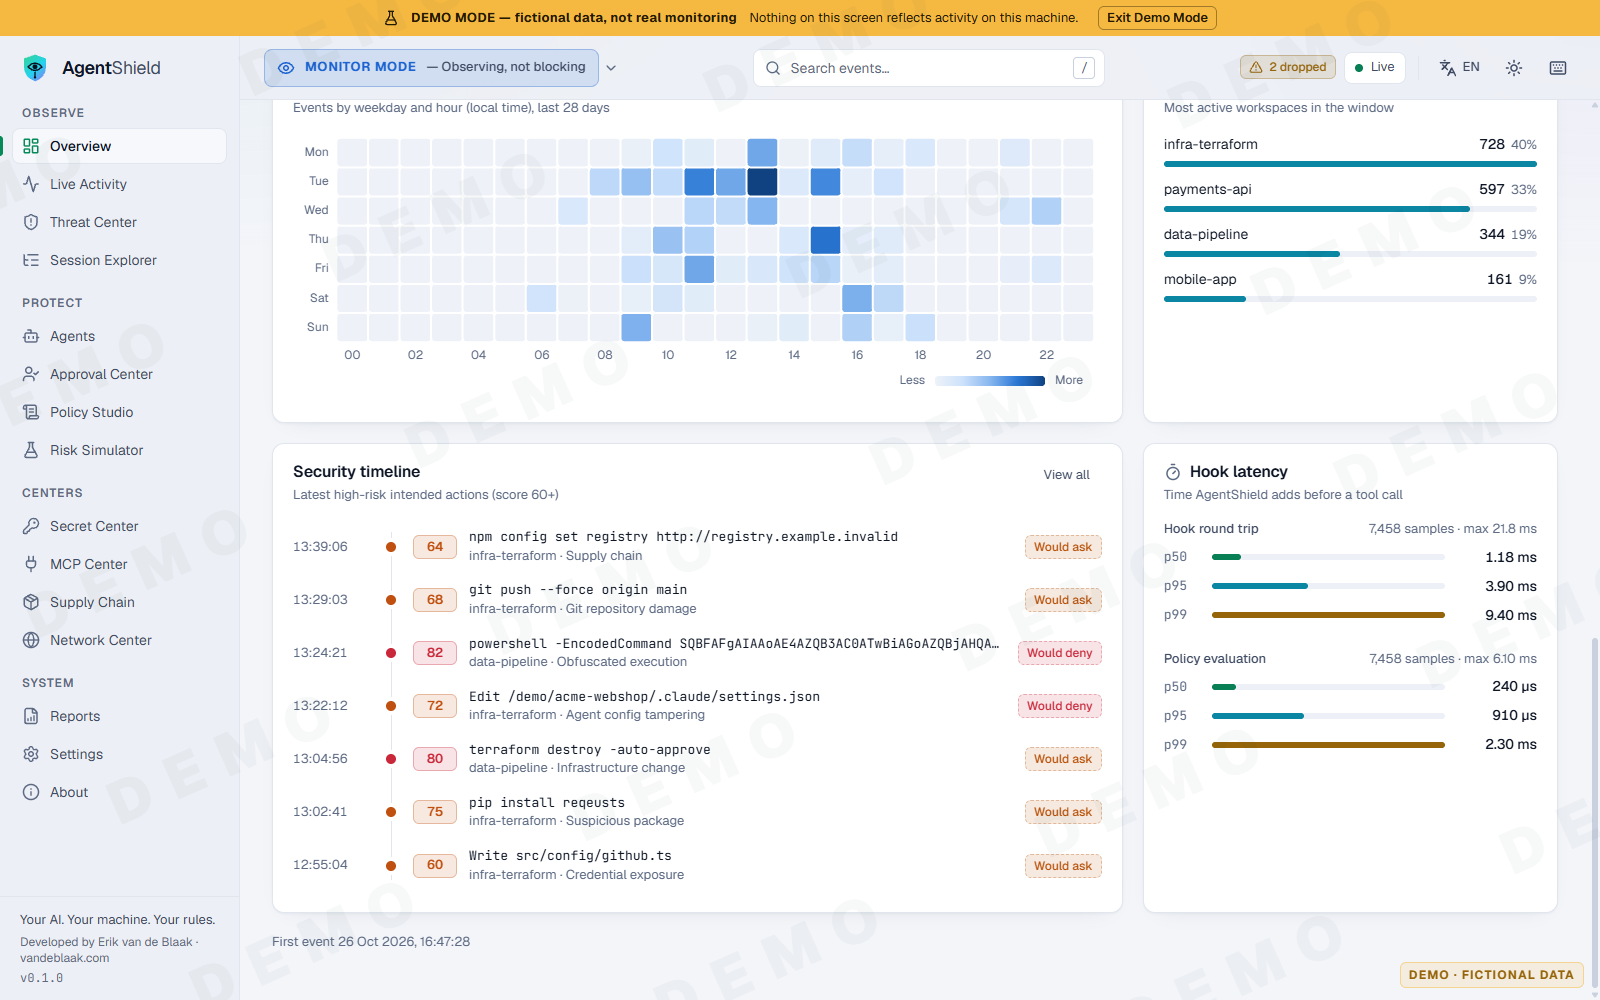 DEMO MODE — fictional data, not real monitoring Nothing on this screen reflects activity on this machine. Exit Demo Mode
AgentShield
MONITOR MODE — Observing, not blocking
Search events… /
2 dropped
Live
EN
OBSERVE
Overview
Live Activity
Threat Center
Session Explorer
PROTECT
Agents
Approval Center
Policy Studio
Risk Simulator
CENTERS
Secret Center
MCP Center
Supply Chain
Network Center
SYSTEM
Reports
Settings
About
Your AI. Your machine. Your rules.
Developed by Erik van de Blaak ·
vandeblaak.com
v0.1.0
Events by weekday and hour (local time), last 28 days
Mon
Tue
Wed
Thu
Fri
Sat
Sun
00 02 04 06 08 10 12 14 16 18 20 22
Less More
Most active workspaces in the window
infra-terraform 728 40%
payments-api 597 33%
data-pipeline 344 19%
mobile-app 161 9%
Security timeline
View all
Latest high-risk intended actions (score 60+)
13:39:06 64 npm config set registry http://registry.example.invalid Would ask
infra-terraform · Supply chain
13:29:03 68 git push --force origin main Would ask
infra-terraform · Git repository damage
13:24:21 82 powershell -EncodedCommand SQBFAFgAIAAoAE4AZQB3AC0ATwBiAGoAZQBjAHQA… Would deny
data-pipeline · Obfuscated execution
13:22:12 72 Edit /demo/acme-webshop/.claude/settings.json Would deny
infra-terraform · Agent config tampering
13:04:56 80 terraform destroy -auto-approve Would ask
data-pipeline · Infrastructure change
13:02:41 75 pip install reqeusts Would ask
infra-terraform · Suspicious package
12:55:04 60 Write src/config/github.ts Would ask
infra-terraform · Credential exposure
Hook latency
Time AgentShield adds before a tool call
Hook round trip 7,458 samples · max 21.8 ms
p50 1.18 ms
p95 3.90 ms
p99 9.40 ms
Policy evaluation 7,458 samples · max 6.10 ms
p50 240 µs
p95 910 µs
p99 2.30 ms
First event 26 Oct 2026, 16:47:28
DEMO · FICTIONAL DATA
DEMO